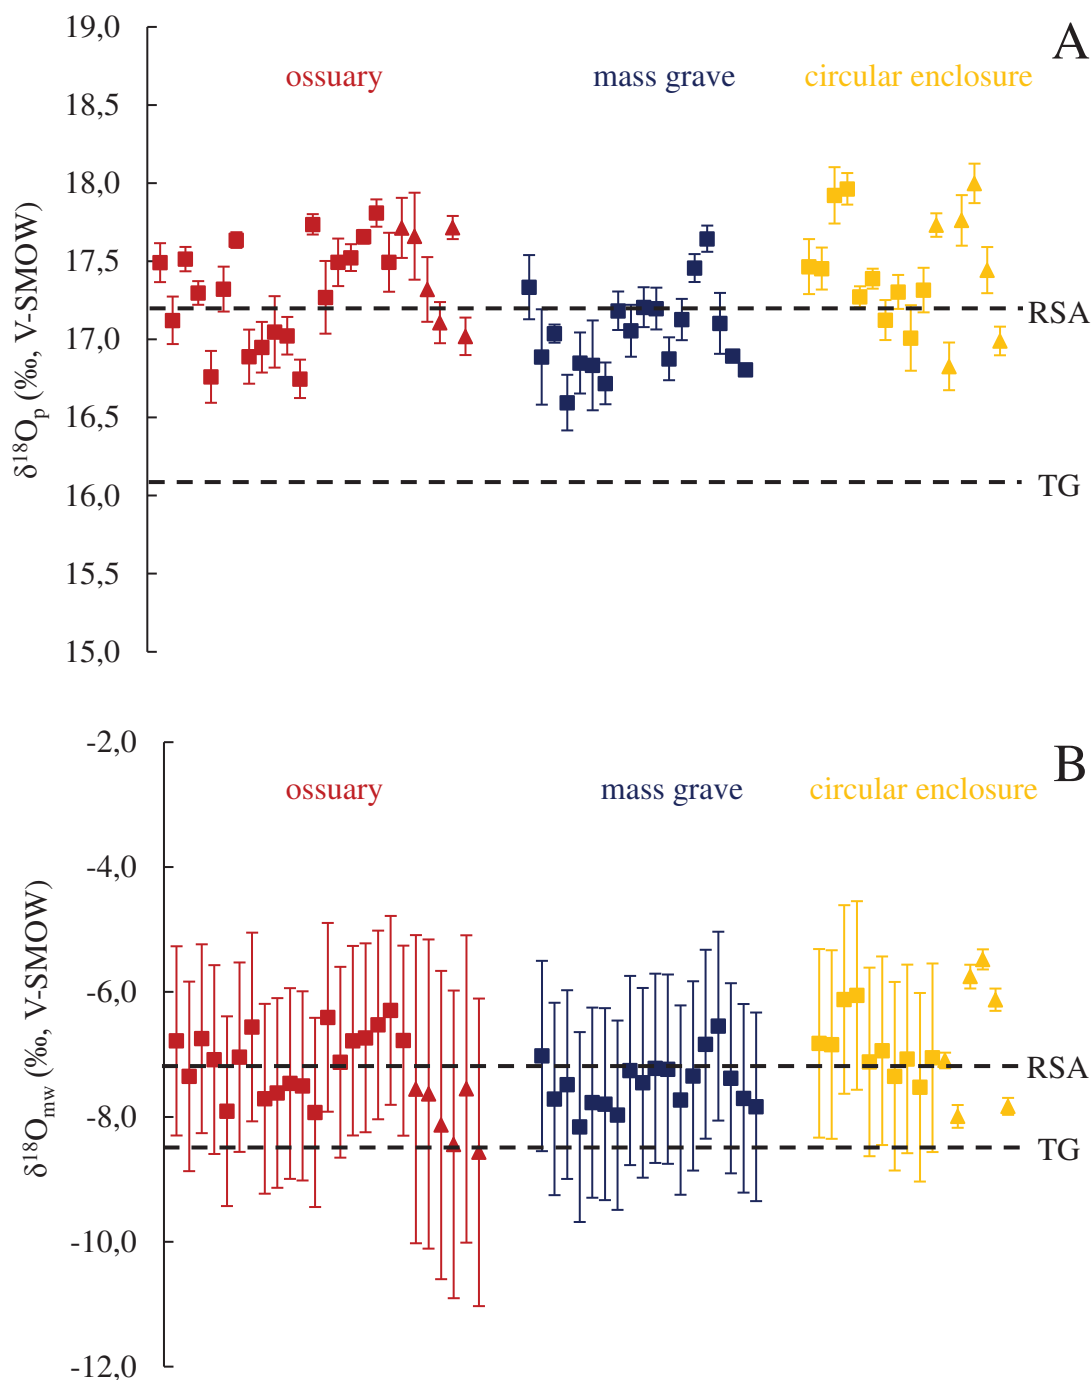 A
19,0
ossuary mass grave circular enclosure
18,5
18,0
17,5
RSA
17,0
16,5
TG
16,0
15,5
15,0
δ¹⁸Oₚ (‰, V-SMOW)
B
-2,0
ossuary mass grave circular enclosure
-4,0
-6,0
RSA
-8,0
TG
-10,0
-12,0
δ¹⁸Omw (‰, V-SMOW)